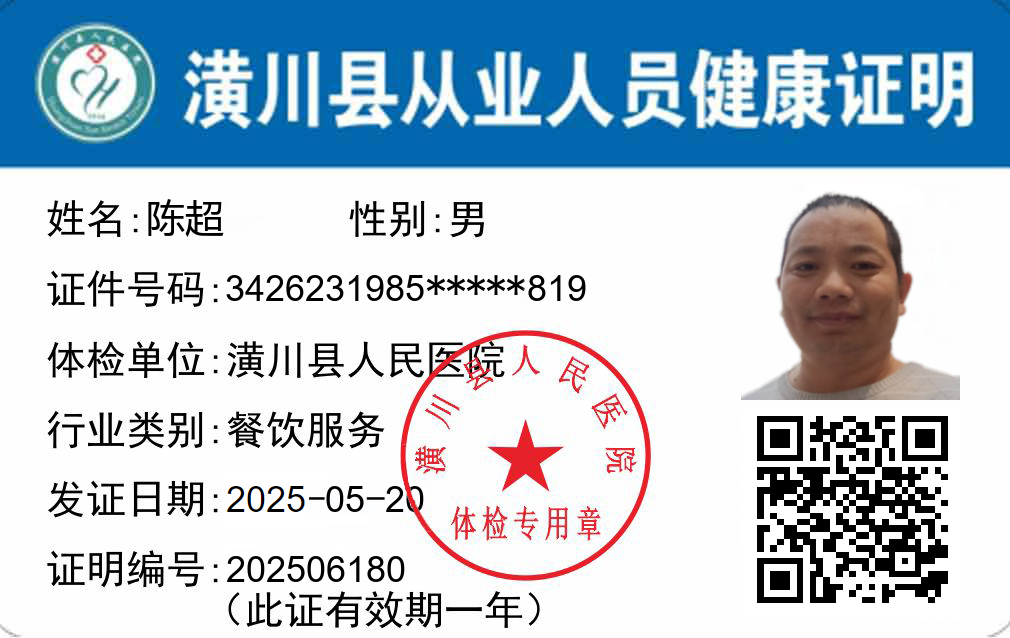 潢川县从业人员健康证明
姓名:陈超 性别:男
证件号码:3426231985*****819
体检单位:潢川县人民医院
行业类别:餐饮服务
发证日期:2025-05-20
证明编号:202506180
（此证有效期一年）
潢川县人民医院
体检专用章